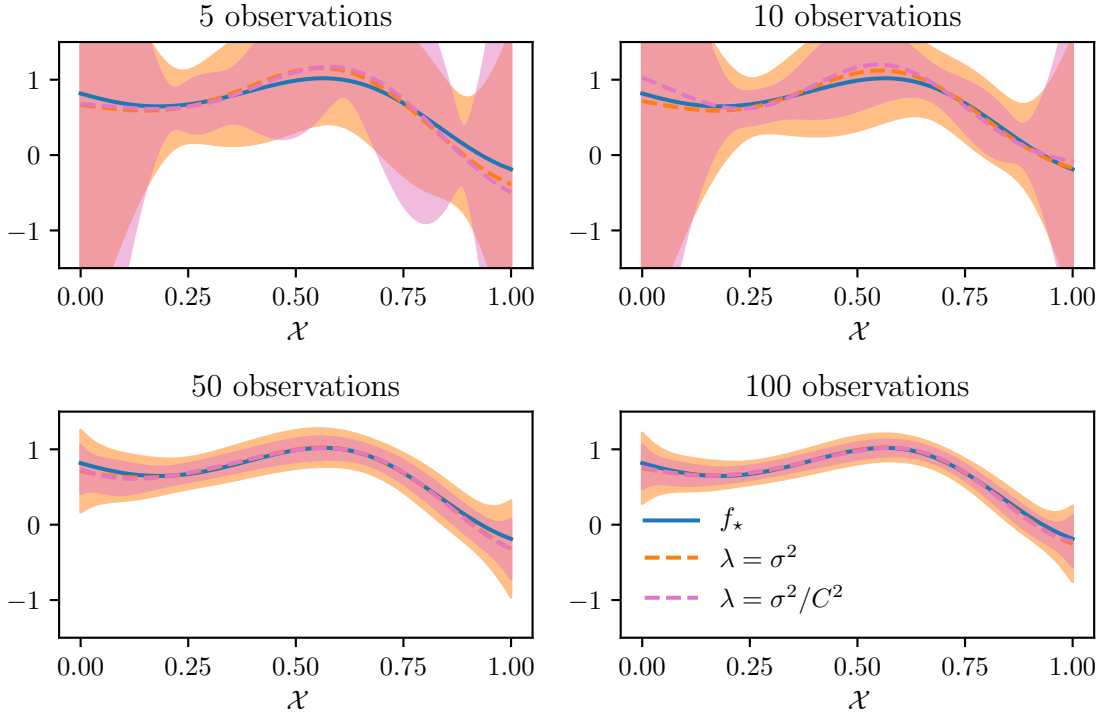 5 observations
10 observations
1
0
−1
0.00 0.25 0.50 0.75 1.00
𝒳
1
0
−1
0.00 0.25 0.50 0.75 1.00
𝒳
50 observations
100 observations
1
0
−1
0.00 0.25 0.50 0.75 1.00
𝒳
1
0
−1
f⋆
λ = σ²
λ = σ²/C²
0.00 0.25 0.50 0.75 1.00
𝒳